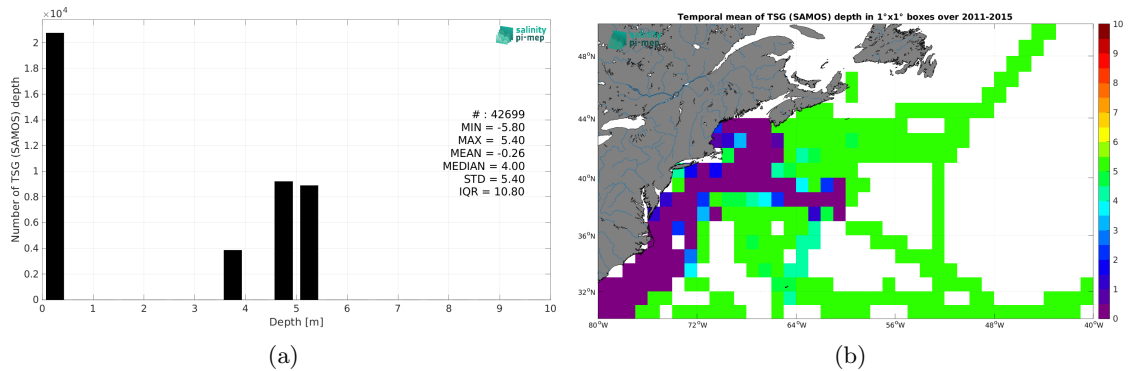 ×10⁴
2
1.8
1.6
1.4
1.2
1
0.8
0.6
0.4
0.2
0
Number of TSG (SAMOS) depth
salinity
pi-mep
# : 42699
MIN = -5.80
MAX = 5.40
MEAN = -0.26
MEDIAN = 4.00
STD = 5.40
IQR = 10.80
0 1 2 3 4 5 6 7 8 9 10
Depth [m]
(a)
Temporal mean of TSG (SAMOS) depth in 1°x1° boxes over 2011-2015
salinity
pi-mep
48°N
44°N
40°N
36°N
32°N
80°W 72°W 64°W 56°W 48°W 40°W
10
9
8
7
6
5
4
3
2
1
0
(b)